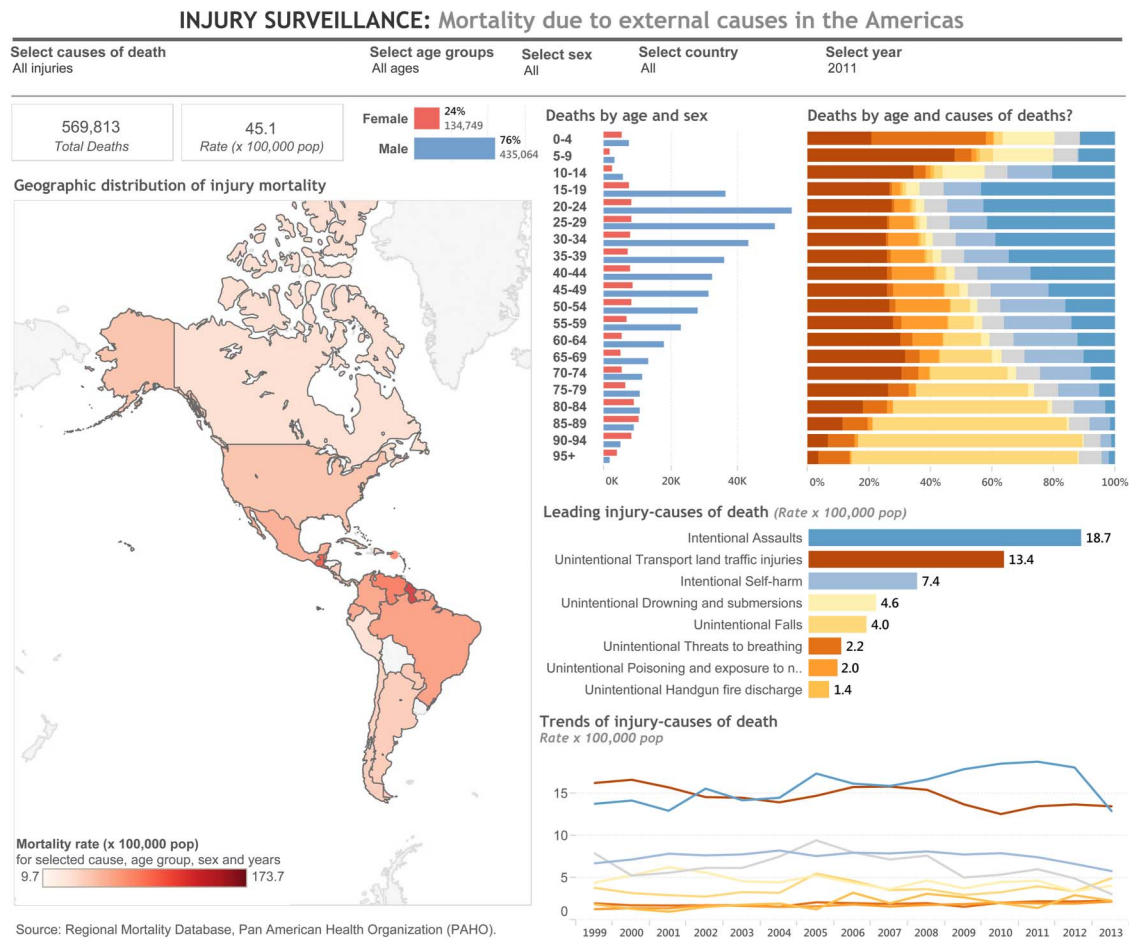 INJURY SURVEILLANCE: Mortality due to external causes in the Americas
Select causes of death
All injuries
Select age groups
All ages
Select sex
All
Select country
All
Select year
2011
569,813
Total Deaths
45.1
Rate (x 100,000 pop)
Female
24%
134,749
Male
76%
435,064
Geographic distribution of injury mortality
Mortality rate (x 100,000 pop)
for selected cause, age group, sex and years
9.7
173.7
Deaths by age and sex
0-4
5-9
10-14
15-19
20-24
25-29
30-34
35-39
40-44
45-49
50-54
55-59
60-64
65-69
70-74
75-79
80-84
85-89
90-94
95+
0K
20K
40K
Deaths by age and causes of deaths?
0%
20%
40%
60%
80%
100%
Leading injury-causes of death (Rate x 100,000 pop)
Intentional Assaults 18.7
Unintentional Transport land traffic injuries 13.4
Intentional Self-harm 7.4
Unintentional Drowning and submersions 4.6
Unintentional Falls 4.0
Unintentional Threats to breathing 2.2
Unintentional Poisoning and exposure to n.. 2.0
Unintentional Handgun fire discharge 1.4
Trends of injury-causes of death
Rate x 100,000 pop
15
10
5
0
1999 2000 2001 2002 2003 2004 2005 2006 2007 2008 2009 2010 2011 2012 2013
Source: Regional Mortality Database, Pan American Health Organization (PAHO).